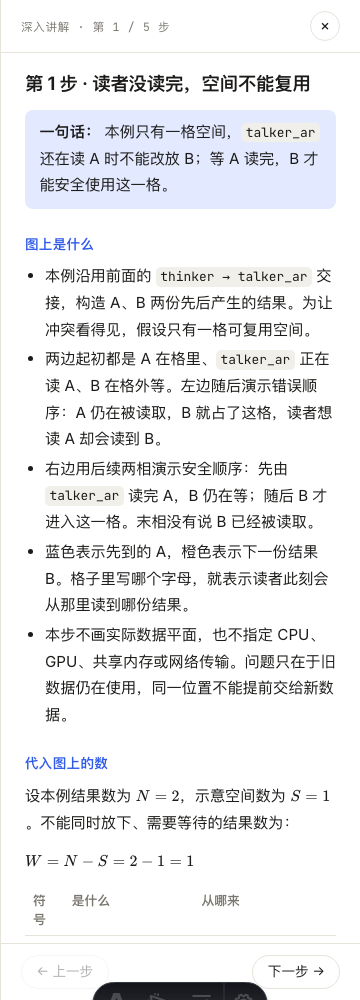 深入讲解 · 第 1 / 5 步
×
第 1 步 · 读者没读完，空间不能复用
一句话： 本例只有一格空间，talker_ar
还在读 A 时不能改放 B；等 A 读完，B 才
能安全使用这一格。
图上是什么
• 本例沿用前面的 thinker → talker_ar 交
接，构造 A、B 两份先后产生的结果。为让
冲突看得见，假设只有一格可复用空间。
• 两边起初都是 A 在格里、talker_ar 正在
读 A、B 在格外等。左边随后演示错误顺
序：A 仍在被读取，B 就占了这格，读者想
读 A 却会读到 B。
• 右边用后续两相演示安全顺序：先由
talker_ar 读完 A，B 仍在等；随后 B 才
进入这一格。末相没有说 B 已经被读取。
• 蓝色表示先到的 A，橙色表示下一份结果
B。格子里写哪个字母，就表示读者此刻会
从那里读到哪份结果。
• 本步不画实际数据平面，也不指定 CPU、
GPU、共享内存或网络传输。问题只在于旧
数据仍在使用，同一位置不能提前交给新数
据。
代入图上的数
设本例结果数为 N = 2，示意空间数为 S = 1
。不能同时放下、需要等待的结果数为：
W = N − S = 2 − 1 = 1
符号 是什么 从哪来
← 上一步 下一步 →